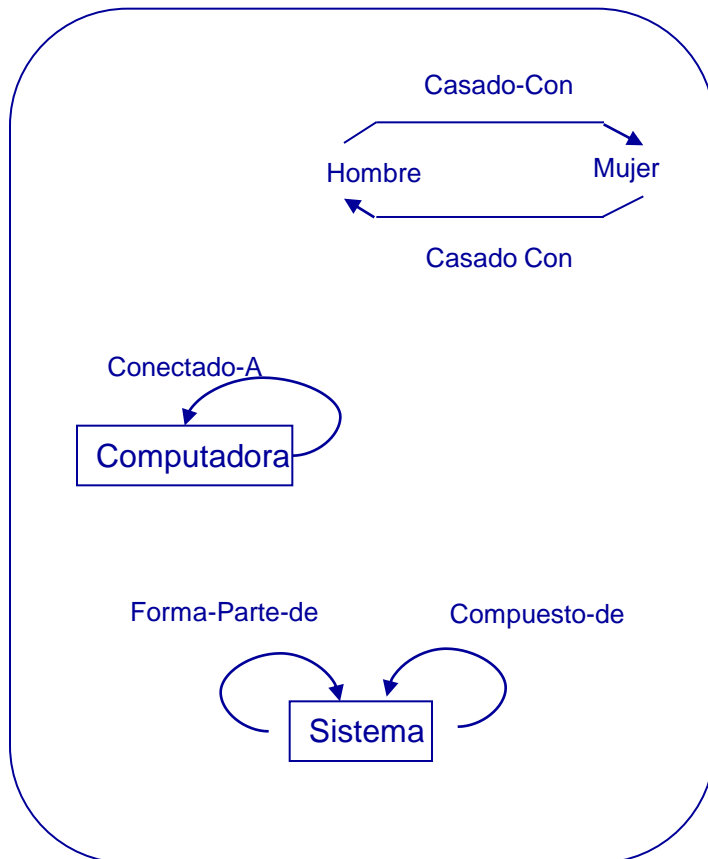 Casado-Con
Hombre
Mujer
Casado Con
Conectado-A
Computadora
Forma-Parte-de
Compuesto-de
Sistema